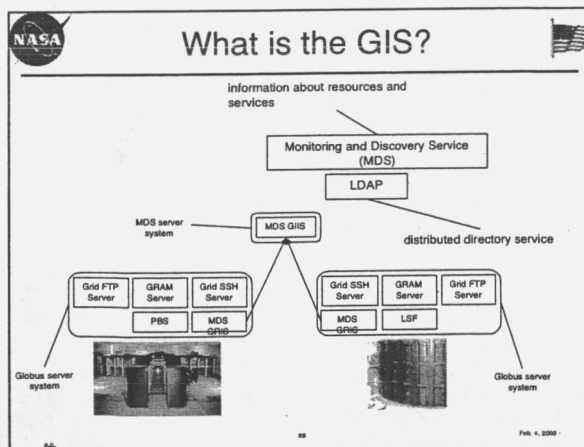 NASA
What is the GIS?
information about resources and
services
Monitoring and Discovery Service
(MDS)
LDAP
MDS server
system
MDS GIIS
distributed directory service
Grid FTP
Server
GRAM
Server
Grid SSH
Server
PBS
MDS
GRIS
Grid SSH
Server
GRAM
Server
Grid FTP
Server
MDS
GRIS
LSF
Globus server
system
Globus server
system
Feb. 4,